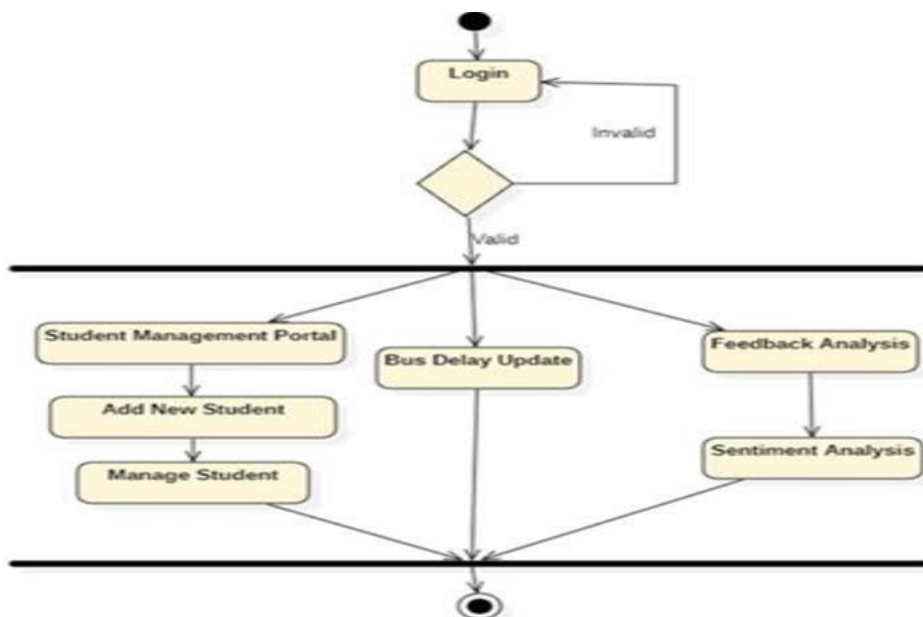 Login
Invalid
Valid
Student Management Portal
Bus Delay Update
Feedback Analysis
Add New Student
Manage Student
Sentiment Analysis